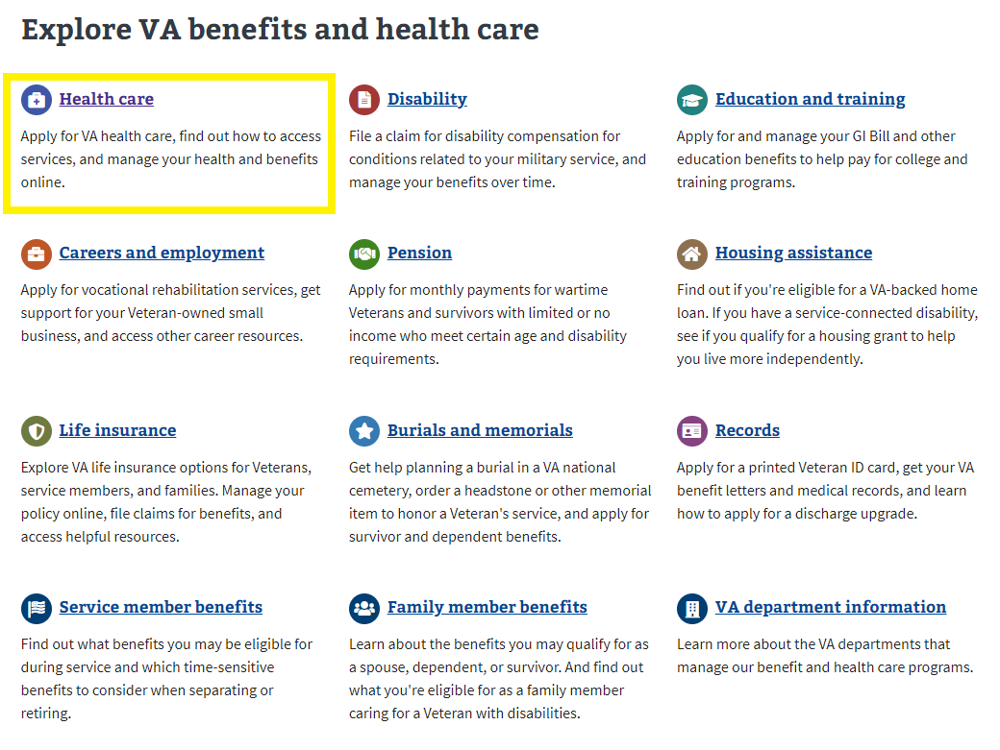 Explore VA benefits and health care
Health care
Apply for VA health care, find out how to access
services, and manage your health and benefits
online.
Disability
File a claim for disability compensation for
conditions related to your military service, and
manage your benefits over time.
Education and training
Apply for and manage your GI Bill and other
education benefits to help pay for college and
training programs.
Careers and employment
Apply for vocational rehabilitation services, get
support for your Veteran-owned small
business, and access other career resources.
Pension
Apply for monthly payments for wartime
Veterans and survivors with limited or no
income who meet certain age and disability
requirements.
Housing assistance
Find out if you're eligible for a VA-backed home
loan. If you have a service-connected disability,
see if you qualify for a housing grant to help
you live more independently.
Life insurance
Explore VA life insurance options for Veterans,
service members, and families. Manage your
policy online, file claims for benefits, and
access helpful resources.
Burials and memorials
Get help planning a burial in a VA national
cemetery, order a headstone or other memorial
item to honor a Veteran's service, and apply for
survivor and dependent benefits.
Records
Apply for a printed Veteran ID card, get your VA
benefit letters and medical records, and learn
how to apply for a discharge upgrade.
Service member benefits
Find out what benefits you may be eligible for
during service and which time-sensitive
benefits to consider when separating or
retiring.
Family member benefits
Learn about the benefits you may qualify for as
a spouse, dependent, or survivor. And find out
what you're eligible for as a family member
caring for a Veteran with disabilities.
VA department information
Learn more about the VA departments that
manage our benefit and health care programs.